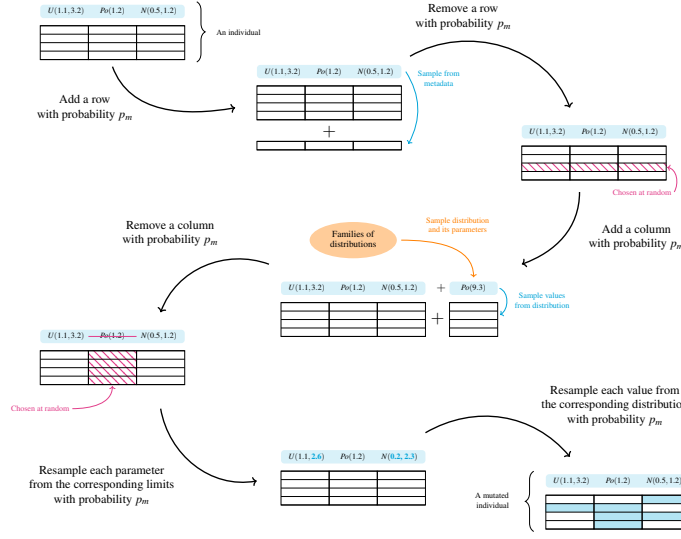 U(1.1,3.2) Po(1.2) N(0.5,1.2)
An individual
Add a row
with probability p_m
Remove a row
with probability p_m
U(1.1,3.2) Po(1.2) N(0.5,1.2)
Sample from
metadata
+
U(1.1,3.2) Po(1.2) N(0.5,1.2)
Chosen at random
Add a column
with probability p_m
Families of
distributions
Sample distribution
and its parameters
U(1.1,3.2) Po(1.2) N(0.5,1.2) + Po(9.3)
Sample values
from distribution
+
Remove a column
with probability p_m
U(1.1,3.2) Po(1.2) N(0.5,1.2)
Chosen at random
Resample each parameter
from the corresponding limits
with probability p_m
U(1.1,2.6) Po(1.2) N(0.2,2.3)
Resample each value from
the corresponding distribution
with probability p_m
A mutated
individual
U(1.1,3.2) Po(1.2) N(0.5,1.2)